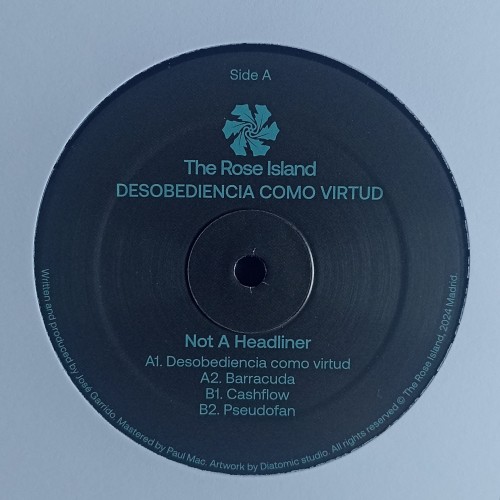 Side A
The Rose Island
DESOBEDIENCIA COMO VIRTUD
Not A Headliner
A1. Desobediencia como virtud
A2. Barracuda
B1. Cashflow
B2. Pseudofan
Written and produced by José Garrido. Mastered by Paul Mac. Artwork by Diatomic studio. All rights reserved © The Rose Island, 2024 Madrid.